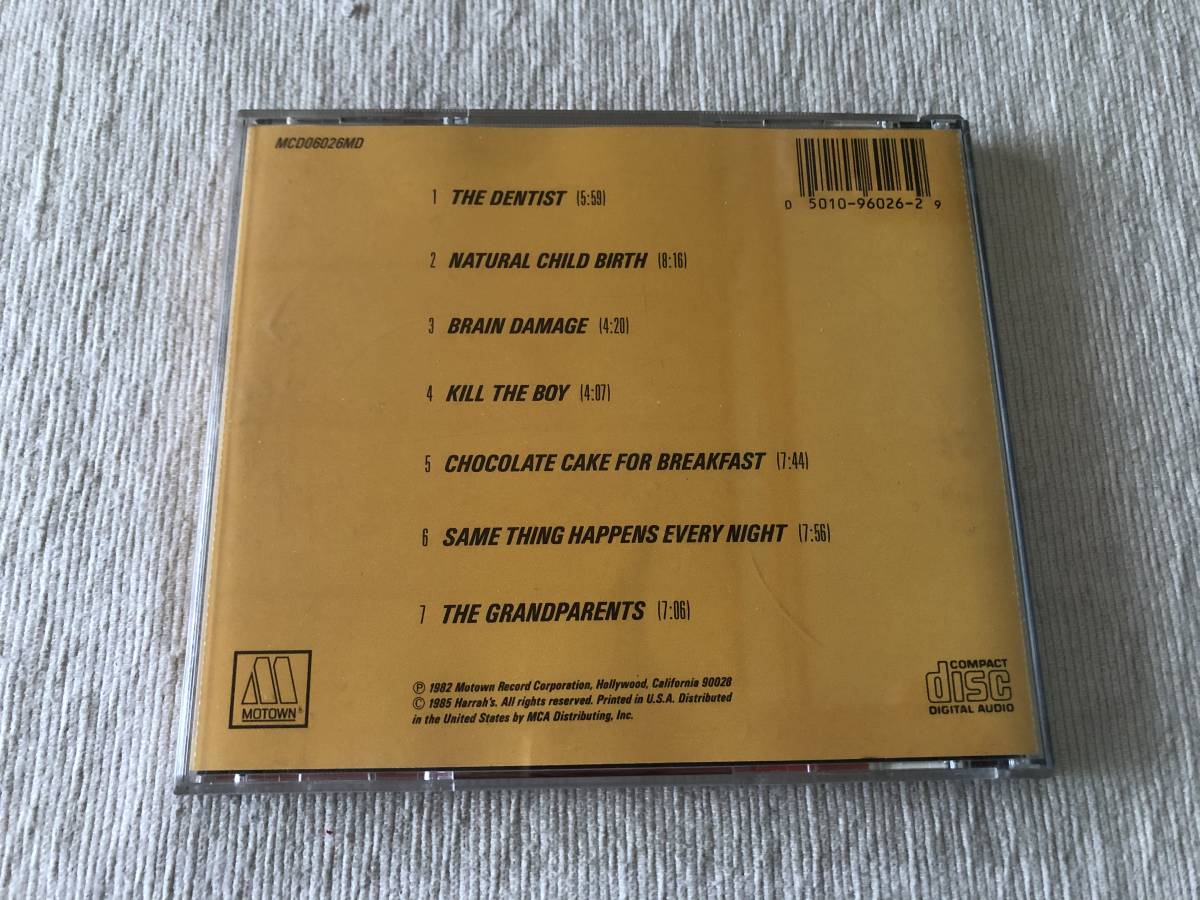 MCD06026MD
0 5010-96026-2 9
1 THE DENTIST (5:59)
2 NATURAL CHILD BIRTH (8:16)
3 BRAIN DAMAGE (4:20)
4 KILL THE BOY (4:07)
5 CHOCOLATE CAKE FOR BREAKFAST (7:44)
6 SAME THING HAPPENS EVERY NIGHT (7:56)
7 THE GRANDPARENTS (7:06)
MOTOWN®
℗ 1982 Motown Record Corporation, Hollywood, California 90028
© 1985 Harrah's. All rights reserved. Printed in U.S.A. Distributed
in the United States by MCA Distributing, Inc.
COMPACT
disc
DIGITAL AUDIO